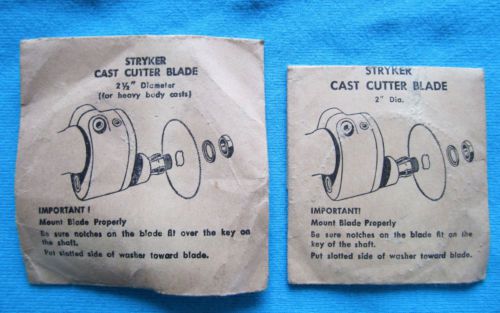 STRYKER
CAST CUTTER BLADE
2½" Diameter
(for heavy body casts)
IMPORTANT!
Mount Blade Properly
Be sure notches on the blade fit over the key on
the shaft.
Put slotted side of washer toward blade.
STRYKER
CAST CUTTER BLADE
2" Dia.
IMPORTANT!
Mount Blade Properly
Be sure notches on the blade fit on the
key of the shaft.
Put slatted side of washer toward blade.